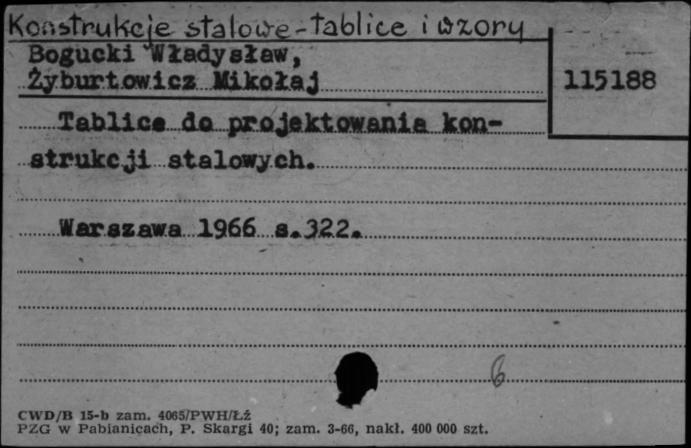 Konstrukcje stalowe - tablice i wzory
Bogucki Władysław,
Żyburtowicz Mikołaj
115188
Tablice do projektowania kon-
strukcji stalowych.
Warszawa 1966 s.322.
6
CWD/B 15-b zam. 4065/PWH/Łź
PZG w Pabianicach, P. Skargi 40; zam. 3-66, nakł. 400 000 szt.